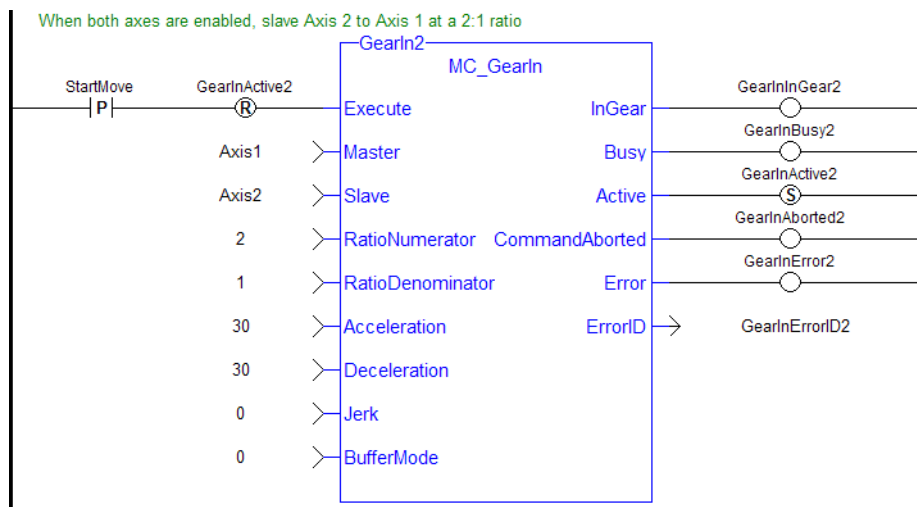 When both axes are enabled, slave Axis 2 to Axis 1 at a 2:1 ratio
GearIn2
MC_GearIn
StartMove GearInActive2 GearInInGear2
P R Execute InGear
GearInBusy2
Axis1 Master Busy
GearInActive2
Axis2 Slave Active S
GearInAborted2
2 RatioNumerator CommandAborted
GearInError2
1 RatioDenominator Error
30 Acceleration ErrorID GearInErrorID2
30 Deceleration
0 Jerk
0 BufferMode